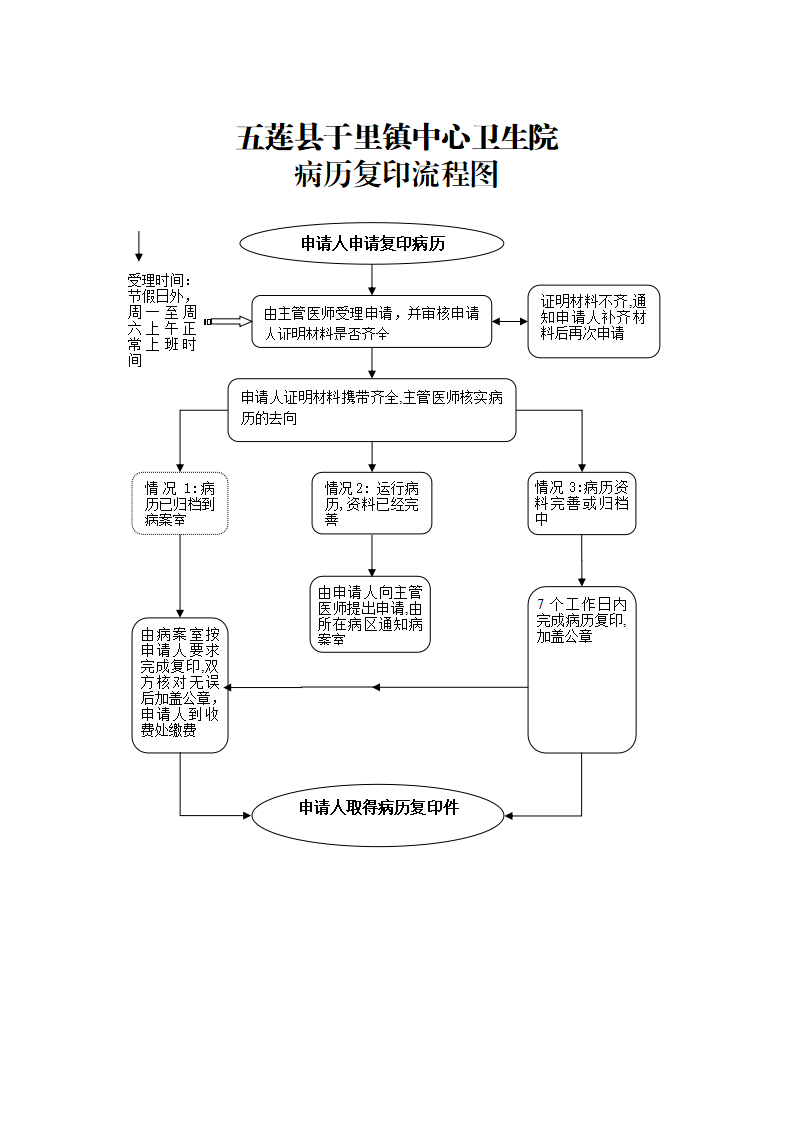 五莲县于里镇中心卫生院
病历复印流程图
申请人申请复印病历
受理时间：
节假日外，
周一至周
六上午正
常上班时
间
由主管医师受理申请，并审核申请
人证明材料是否齐全
证明材料不齐,通
知申请人补齐材
料后再次申请
申请人证明材料携带齐全,主管医师核实病
历的去向
情况 1:病
历已归档到
病案室
情况2: 运行病
历,资料已经完
善
情况 3:病历资
料完善或归档
中
由申请人向主管
医师提出申请,由
所在病区通知病
案室
7 个工作日内
完成病历复印,
加盖公章
由病案室按
申请人要求
完成复印,双
方核对无误
后加盖公章，
申请人到收
费处缴费
申请人取得病历复印件